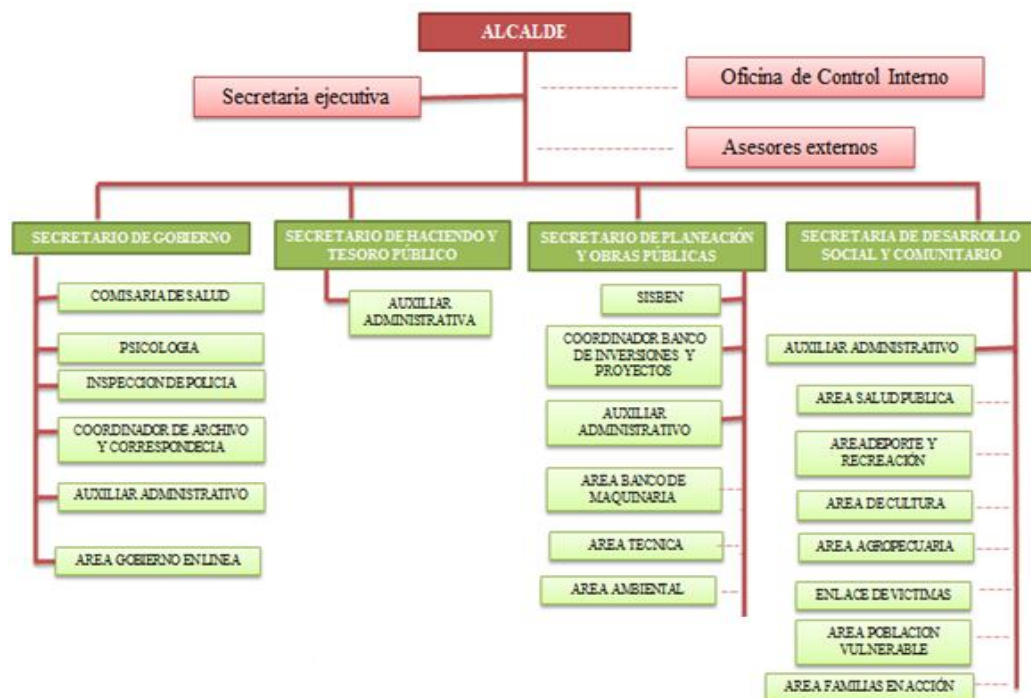 ALCALDE
Secretaria ejecutiva
Oficina de Control Interno
Asesores externos
SECRETARIO DE GOBIERNO
COMISARIA DE SALUD
PSICOLOGIA
INSPECCION DE POLICIA
COORDINADOR DE ARCHIVO
Y CORRESPONDECIA
AUXILIAR ADMINISTRATIVO
AREA GOBIERNO EN LINEA
SECRETARIO DE HACIENDO Y
TESORO PÚBLICO
AUXILIAR
ADMINISTRATIVA
SECRETARIO DE PLANEACIÓN
Y OBRAS PÚBLICAS
SISBEN
COORDINADOR BANCO
DE INVERSIONES Y
PROYECTOS
AUXILIAR
ADMINISTRATIVO
AREA BANCO DE
MAQUINARIA
AREA TECNICA
AREA AMBIENTAL
SECRETARIA DE DESARROLLO
SOCIAL Y COMUNITARIO
AUXILIAR ADMINISTRATIVO
AREA SALUD PUBLICA
AREA DEPORTE Y
RECREACIÓN
AREA DE CULTURA
AREA AGROPECUARIA
ENLACE DE VICTIMAS
AREA POBLACION
VULNERABLE
AREA FAMILIAS EN ACCIÓN